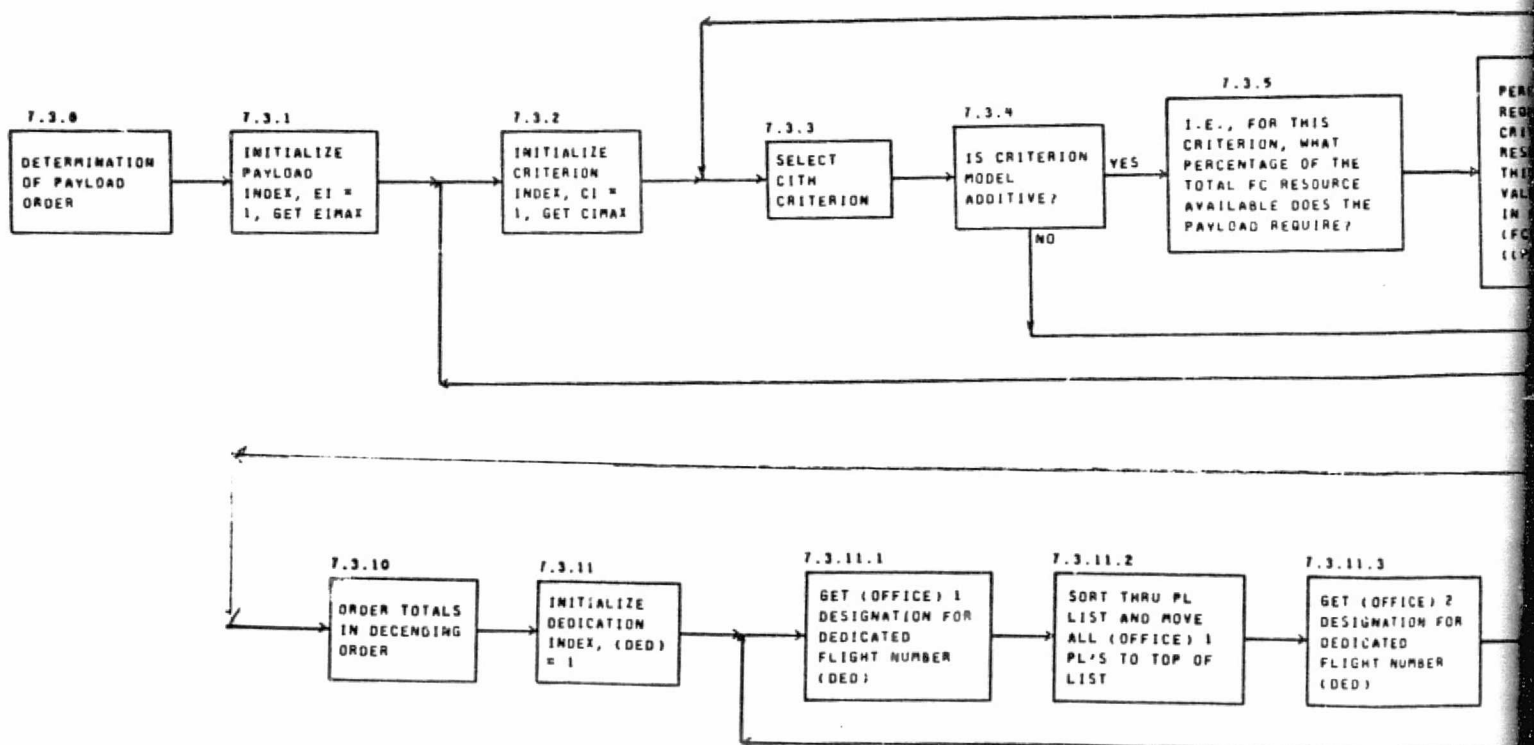 7.3.0
DETERMINATION
OF PAYLOAD
ORDER
7.3.1
INITIALIZE
PAYLOAD
INDEX, EI =
1, GET EIMAX
7.3.2
INITIALIZE
CRITERION
INDEX, CI =
1, GET CIMAX
7.3.3
SELECT
CITH
CRITERION
7.3.4
IS CRITERION
MODEL
ADDITIVE?
YES
NO
7.3.5
I.E., FOR THIS
CRITERION, WHAT
PERCENTAGE OF THE
TOTAL FC RESOURCE
AVAILABLE DOES THE
PAYLOAD REQUIRE?
IN
(FC
7.3.10
ORDER TOTALS
IN DECENDING
ORDER
7.3.11
INITIALIZE
DEDICATION
INDEX, (DED)
= 1
7.3.11.1
GET (OFFICE) 1
DESIGNATION FOR
DEDICATED
FLIGHT NUMBER
(DED)
7.3.11.2
SORT THRU PL
LIST AND MOVE
ALL (OFFICE) 1
PL'S TO TOP OF
LIST
7.3.11.3
GET (OFFICE) 2
DESIGNATION FOR
DEDICATED
FLIGHT NUMBER
(DED)